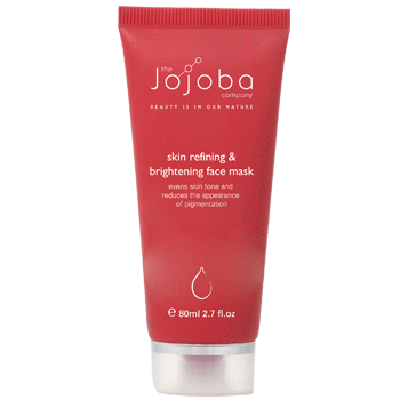 the
Jojoba
company
BEAUTY IS IN OUR NATURE
skin refining &
brightening face mask
evens skin tone and
reduces the appearance
of pigmentation
e 80ml 2.7 fl.oz